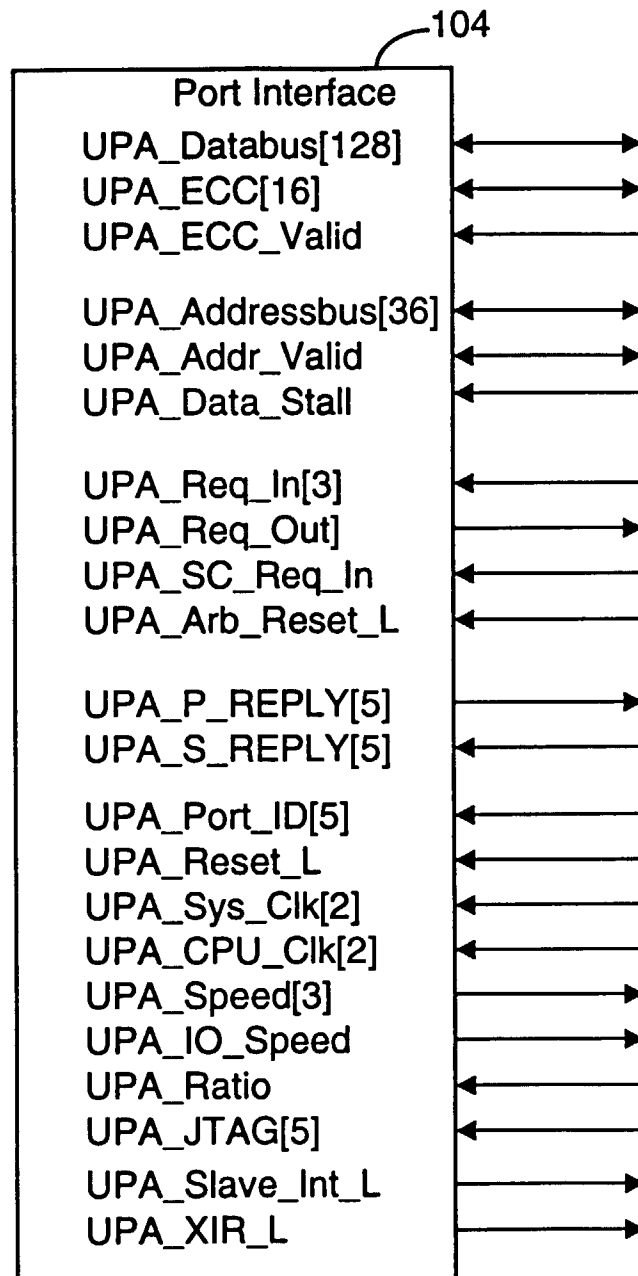 104
Port Interface
UPA_Databus[128]
UPA_ECC[16]
UPA_ECC_Valid
UPA_Addressbus[36]
UPA_Addr_Valid
UPA_Data_Stall
UPA_Req_In[3]
UPA_Req_Out]
UPA_SC_Req_In
UPA_Arb_Reset_L
UPA_P_REPLY[5]
UPA_S_REPLY[5]
UPA_Port_ID[5]
UPA_Reset_L
UPA_Sys_Clk[2]
UPA_CPU_Clk[2]
UPA_Speed[3]
UPA_IO_Speed
UPA_Ratio
UPA_JTAG[5]
UPA_Slave_Int_L
UPA_XIR_L